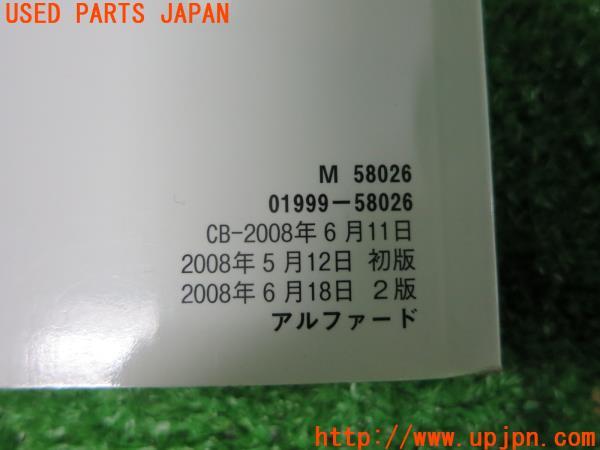 USED PARTS JAPAN
M 58026
01999-58026
CB-2008年6月11日
2008年5月12日 初版
2008年6月18日 2版
アルファード
http://www.upjpn.com/